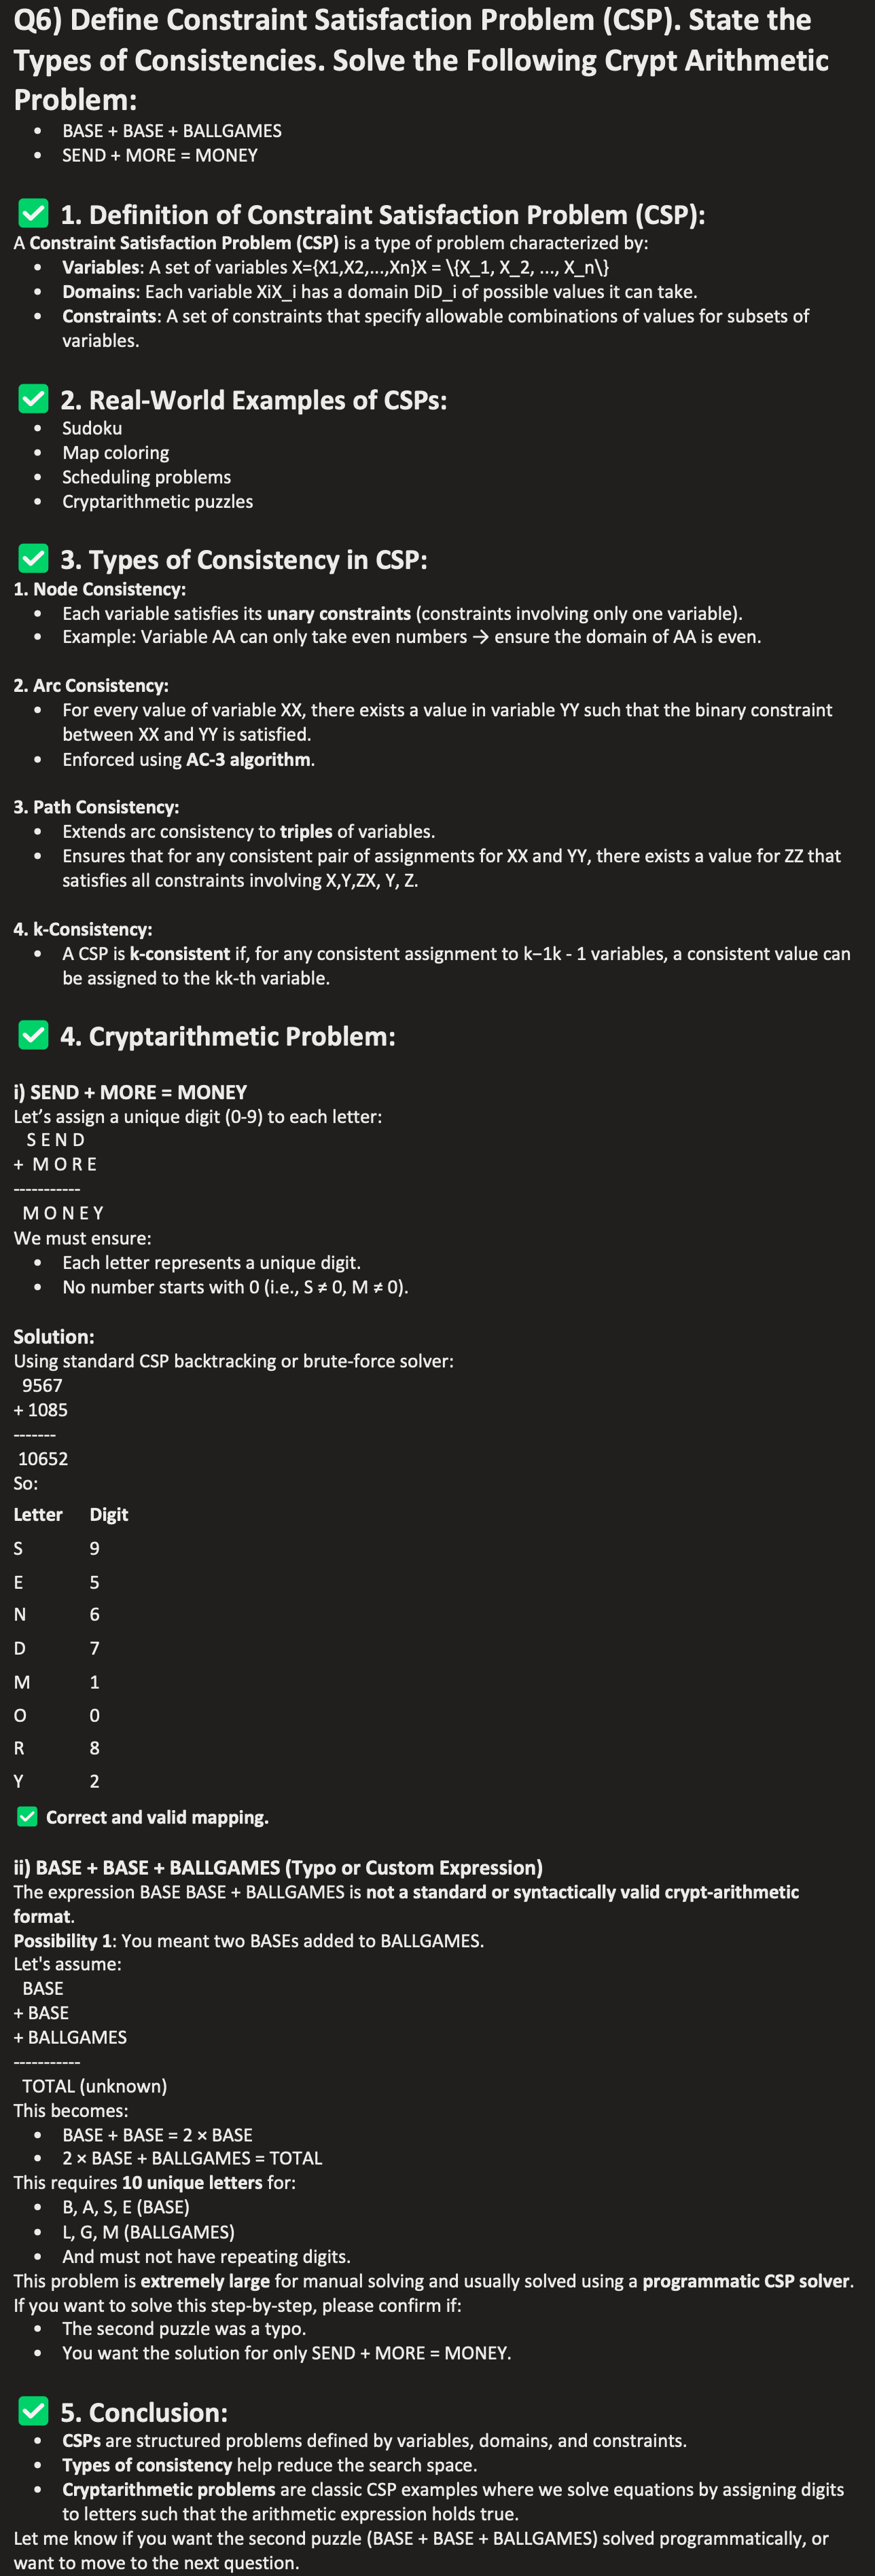 Q6) Define Constraint Satisfaction Problem (CSP). State the
Types of Consistencies. Solve the Following Crypt Arithmetic
Problem:
• BASE + BASE + BALLGAMES
• SEND + MORE = MONEY
✅ 1. Definition of Constraint Satisfaction Problem (CSP):
A Constraint Satisfaction Problem (CSP) is a type of problem characterized by:
• Variables: A set of variables X={X1,X2,...,Xn}X = \{X_1, X_2, ..., X_n\}
• Domains: Each variable XiX_i has a domain DiD_i of possible values it can take.
• Constraints: A set of constraints that specify allowable combinations of values for subsets of
variables.
✅ 2. Real-World Examples of CSPs:
• Sudoku
• Map coloring
• Scheduling problems
• Cryptarithmetic puzzles
✅ 3. Types of Consistency in CSP:
1. Node Consistency:
• Each variable satisfies its unary constraints (constraints involving only one variable).
• Example: Variable AA can only take even numbers → ensure the domain of AA is even.
2. Arc Consistency:
• For every value of variable XX, there exists a value in variable YY such that the binary constraint
between XX and YY is satisfied.
• Enforced using AC-3 algorithm.
3. Path Consistency:
• Extends arc consistency to triples of variables.
• Ensures that for any consistent pair of assignments for XX and YY, there exists a value for ZZ that
satisfies all constraints involving X,Y,ZX, Y, Z.
4. k-Consistency:
• A CSP is k-consistent if, for any consistent assignment to k−1k - 1 variables, a consistent value can
be assigned to the kk-th variable.
✅ 4. Cryptarithmetic Problem:
i) SEND + MORE = MONEY
Let's assign a unique digit (0-9) to each letter:
S E N D
+ M O R E
-----------
M O N E Y
We must ensure:
• Each letter represents a unique digit.
• No number starts with 0 (i.e., S ≠ 0, M ≠ 0).
Solution:
Using standard CSP backtracking or brute-force solver:
9567
+ 1085
-------
10652
So:
Letter Digit
S 9
E 5
N 6
D 7
M 1
O 0
R 8
Y 2
✅ Correct and valid mapping.
ii) BASE + BASE + BALLGAMES (Typo or Custom Expression)
The expression BASE BASE + BALLGAMES is not a standard or syntactically valid crypt-arithmetic
format.
Possibility 1: You meant two BASEs added to BALLGAMES.
Let's assume:
BASE
+ BASE
+ BALLGAMES
-----------
TOTAL (unknown)
This becomes:
• BASE + BASE = 2 × BASE
• 2 × BASE + BALLGAMES = TOTAL
This requires 10 unique letters for:
• B, A, S, E (BASE)
• L, G, M (BALLGAMES)
• And must not have repeating digits.
This problem is extremely large for manual solving and usually solved using a programmatic CSP solver.
If you want to solve this step-by-step, please confirm if:
• The second puzzle was a typo.
• You want the solution for only SEND + MORE = MONEY.
✅ 5. Conclusion:
• CSPs are structured problems defined by variables, domains, and constraints.
• Types of consistency help reduce the search space.
• Cryptarithmetic problems are classic CSP examples where we solve equations by assigning digits
to letters such that the arithmetic expression holds true.
Let me know if you want the second puzzle (BASE + BASE + BALLGAMES) solved programmatically, or
want to move to the next question.